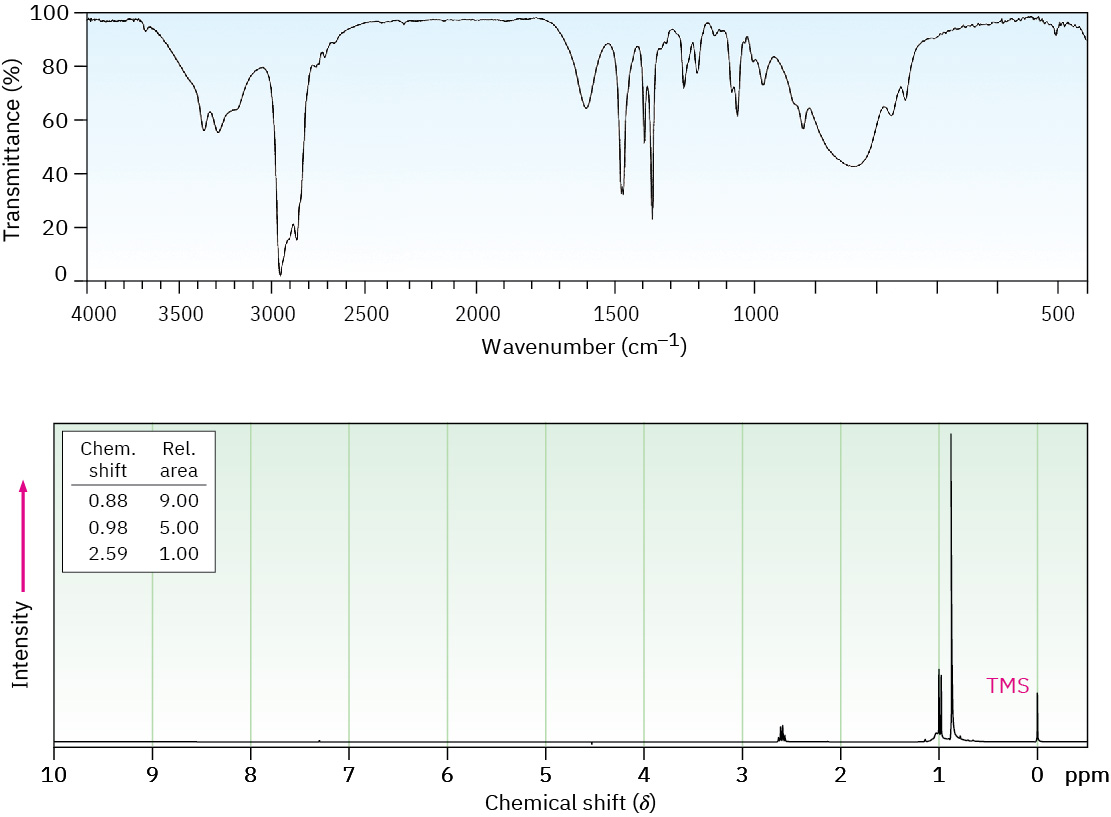 100
80
60
40
20
0
Transmittance (%)
4000 3500 3000 2500 2000 1500 1000 500
Wavenumber (cm⁻¹)
Chem. shift Rel. area
0.88 9.00
0.98 5.00
2.59 1.00
Intensity
TMS
10 9 8 7 6 5 4 3 2 1 0 ppm
Chemical shift (δ)